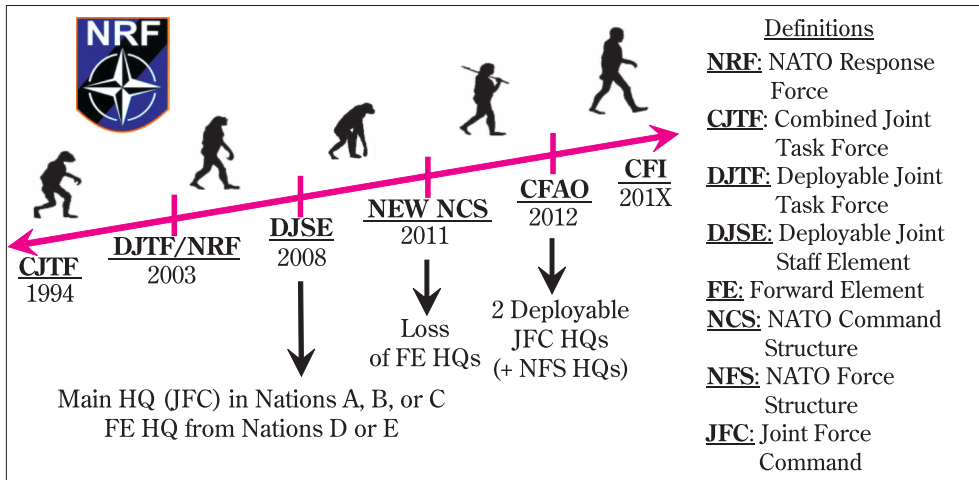 NRF
CJTF
1994
DJTF/NRF
2003
DJSE
2008
NEW NCS
2011
CFAO
2012
CFI
201X
Main HQ (JFC) in Nations A, B, or C
FE HQ from Nations D or E
Loss
of FE HQs
2 Deployable
JFC HQs
(+ NFS HQs)
Definitions
NRF: NATO Response
Force
CJTF: Combined Joint
Task Force
DJTF: Deployable Joint
Task Force
DJSE: Deployable Joint
Staff Element
FE: Forward Element
NCS: NATO Command
Structure
NFS: NATO Force
Structure
JFC: Joint Force
Command